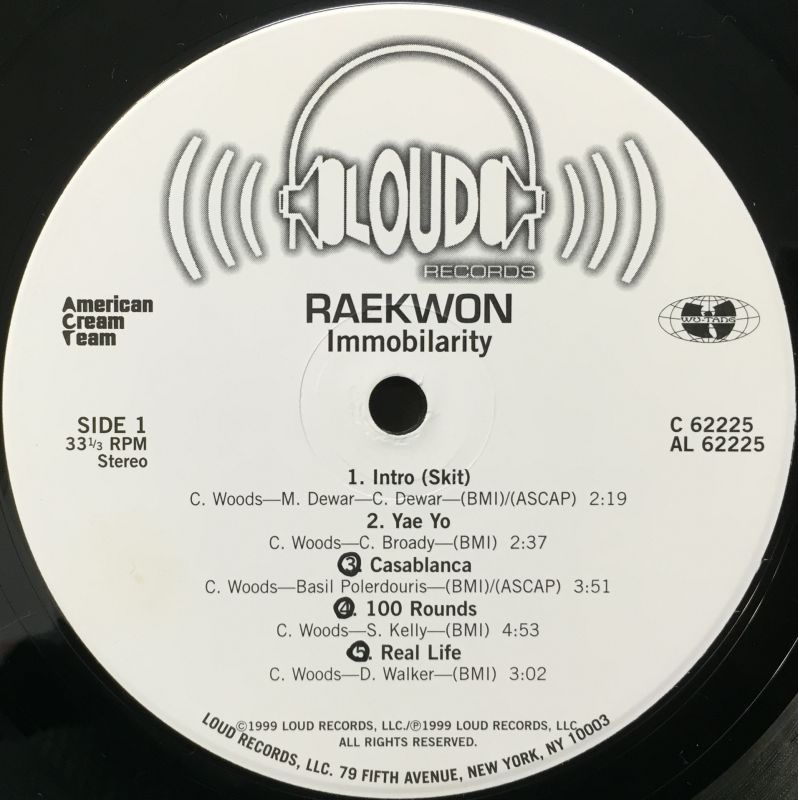 LOUD
RECORDS
RAEKWON
Immobilarity
American
Cream
Team
WU-TANG
SIDE 1
33 1/3 RPM
Stereo
C 62225
AL 62225
1. Intro (Skit)
C. Woods—M. Dewar—C. Dewar—(BMI)/(ASCAP) 2:19
2. Yae Yo
C. Woods—C. Broady—(BMI) 2:37
3. Casablanca
C. Woods—Basil Polerdouris—(BMI)/(ASCAP) 3:51
4. 100 Rounds
C. Woods—S. Kelly—(BMI) 4:53
5. Real Life
C. Woods—D. Walker—(BMI) 3:02
©1999 LOUD RECORDS, LLC./℗1999 LOUD RECORDS, LLC.
ALL RIGHTS RESERVED.
LOUD RECORDS, LLC. 79 FIFTH AVENUE, NEW YORK, NY 10003